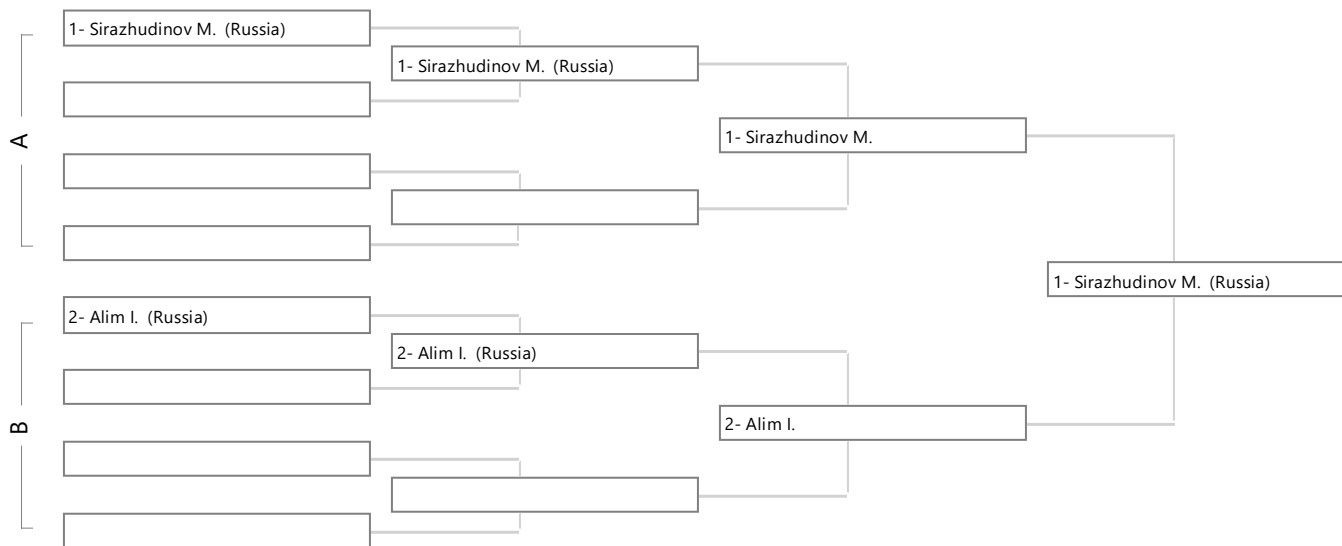 1- Sirazhudinov M. (Russia)
1- Sirazhudinov M. (Russia)
A
1- Sirazhudinov M.
1- Sirazhudinov M. (Russia)
2- Alim I. (Russia)
2- Alim I. (Russia)
B
2- Alim I.